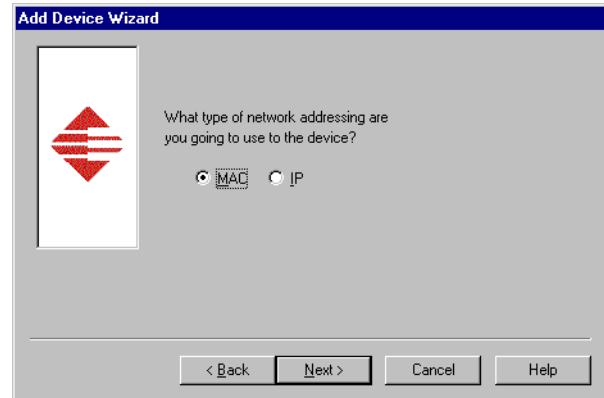 Add Device Wizard
What type of network addressing are
you going to use to the device?
MAC IP
< Back Next > Cancel Help